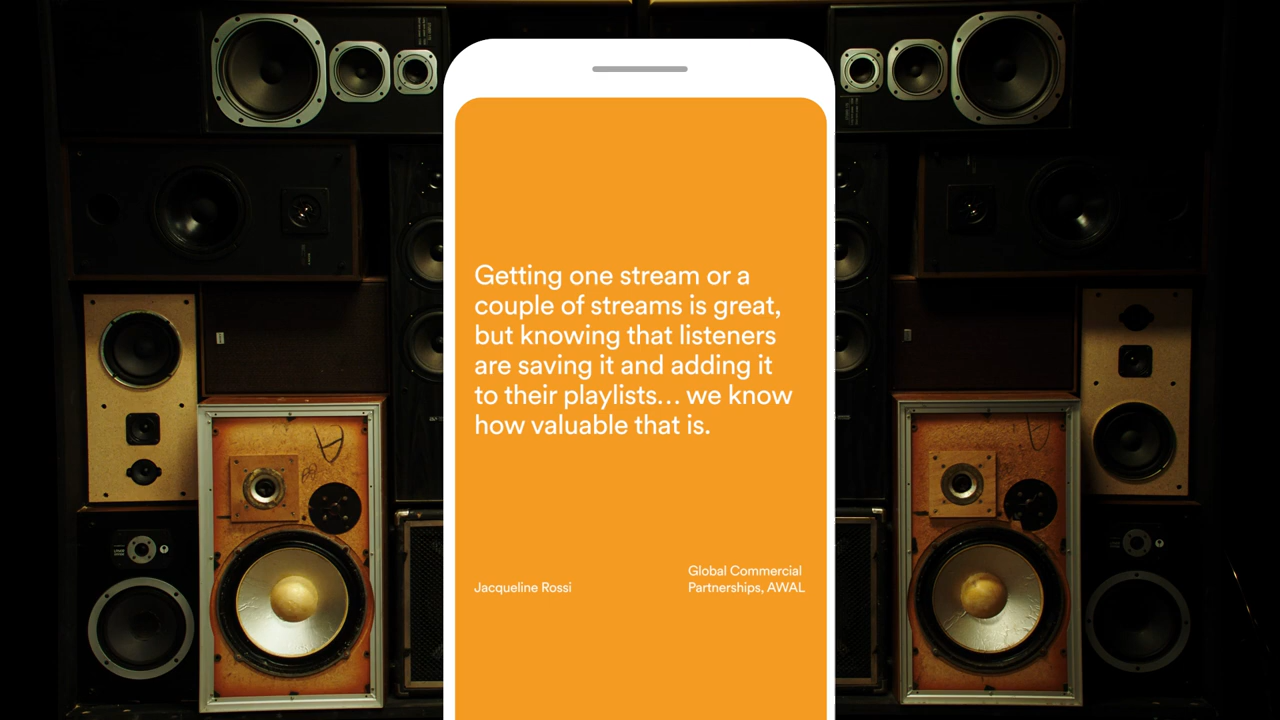 Getting one stream or a
couple of streams is great,
but knowing that listeners
are saving it and adding it
to their playlists... we know
how valuable that is.
Jacqueline Rossi
Global Commercial
Partnerships, AWAL